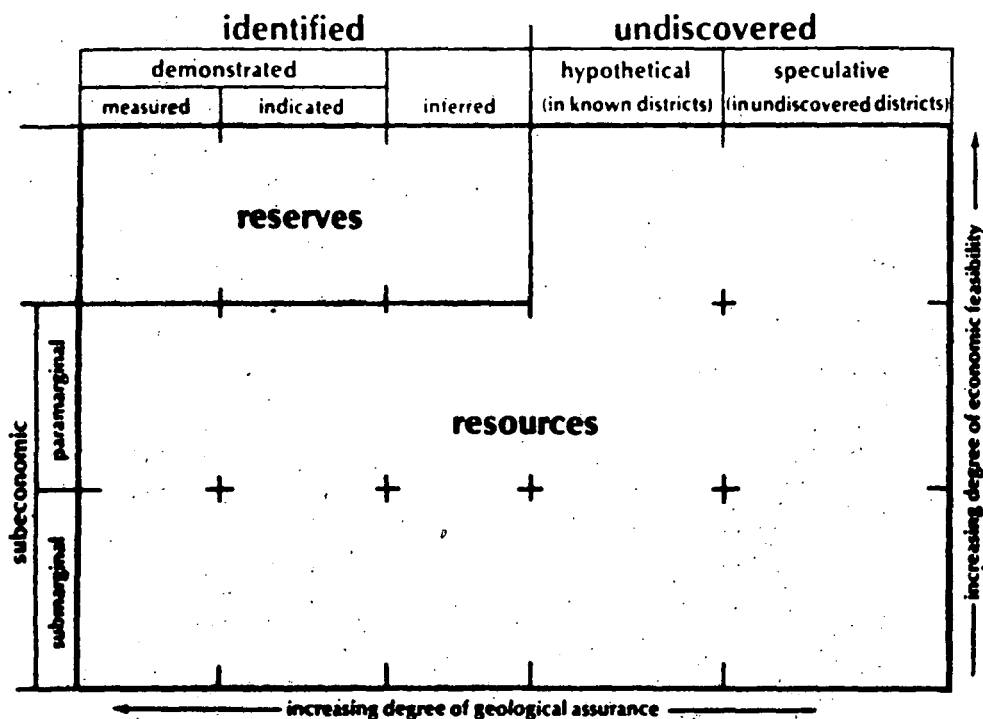 identified undiscovered
demonstrated hypothetical speculative
measured indicated inferred (in known districts) (in undiscovered districts)
reserves
resources
subeconomic
paramarginal
submarginal
increasing degree of economic feasibility
increasing degree of geological assurance